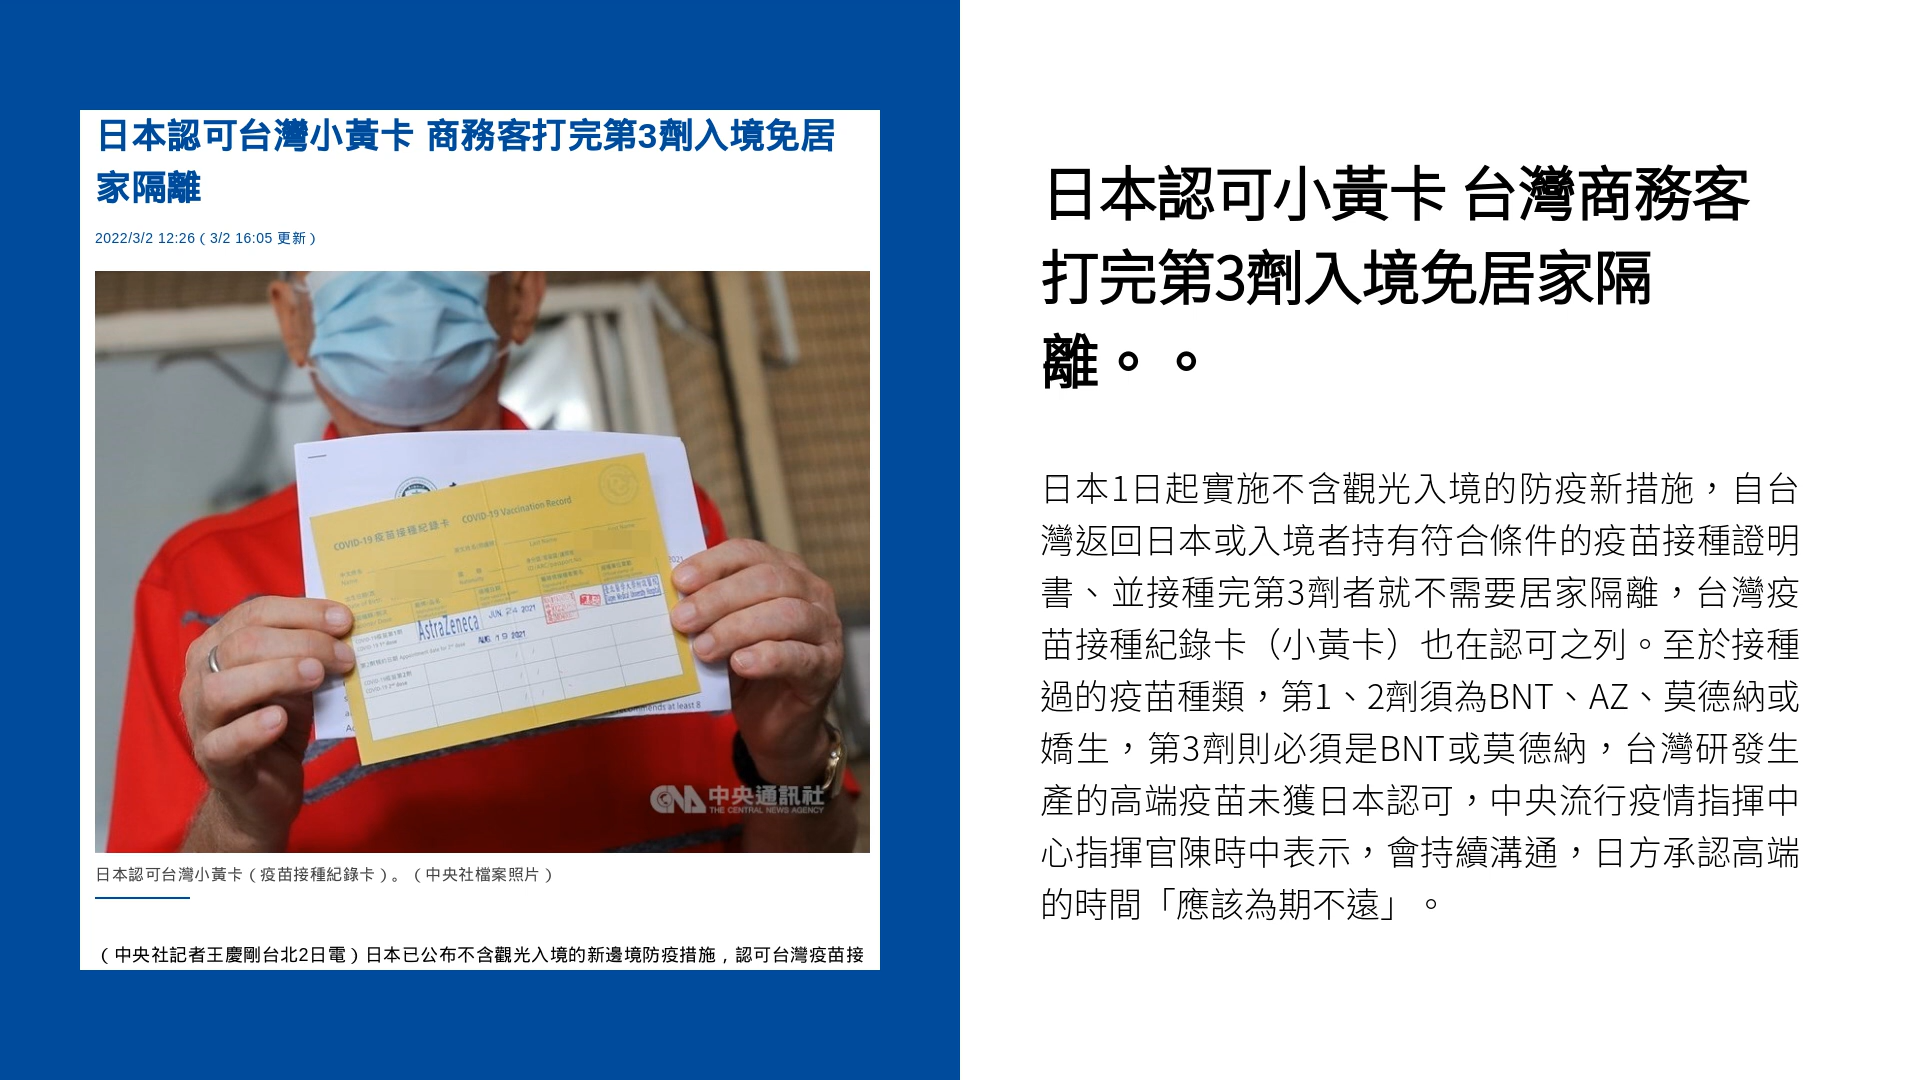 日本認可台灣小黃卡 商務客打完第3劑入境免居
家隔離
2022/3/2 12:26（3/2 16:05 更新）
COVID-19 疫苗接種紀錄卡 COVID-19 Vaccination Record
AstraZeneca
JUN. 24 2021
AUG. 19 2021
CNA 中央通訊社
THE CENTRAL NEWS AGENCY
日本認可台灣小黃卡（疫苗接種紀錄卡）。（中央社檔案照片）
（中央社記者王慶剛台北2日電）日本已公布不含觀光入境的新邊境防疫措施，認可台灣疫苗接
日本認可小黃卡 台灣商務客
打完第3劑入境免居家隔
離。。
日本1日起實施不含觀光入境的防疫新措施，自台
灣返回日本或入境者持有符合條件的疫苗接種證明
書、並接種完第3劑者就不需要居家隔離，台灣疫
苗接種紀錄卡（小黃卡）也在認可之列。至於接種
過的疫苗種類，第1、2劑須為BNT、AZ、莫德納或
嬌生，第3劑則必須是BNT或莫德納，台灣研發生
產的高端疫苗未獲日本認可，中央流行疫情指揮中
心指揮官陳時中表示，會持續溝通，日方承認高端
的時間「應該為期不遠」。